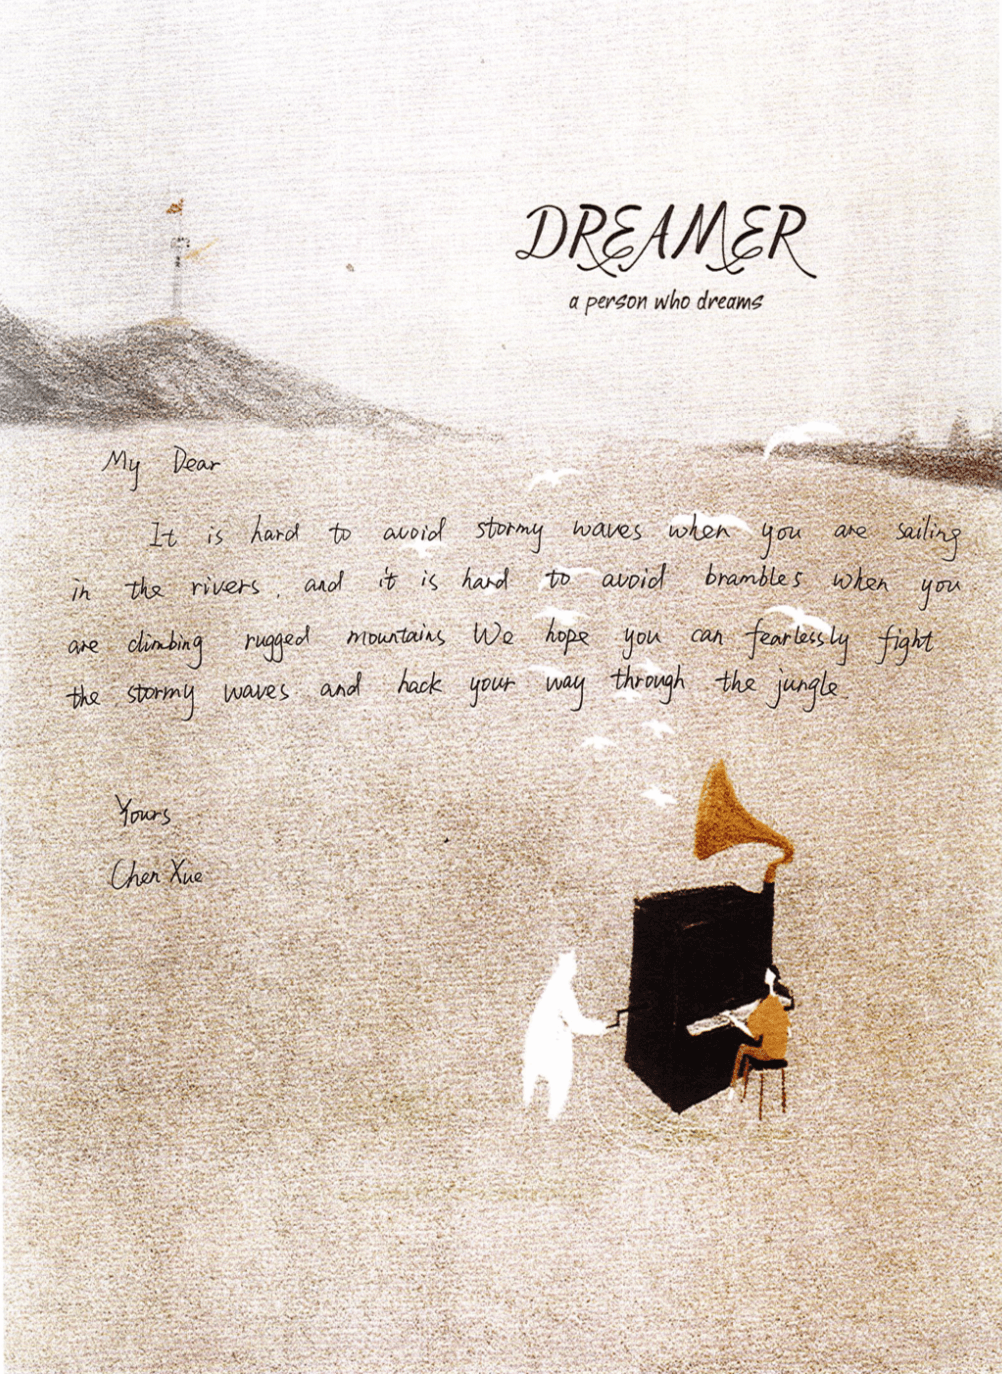 DREAMER
a person who dreams
My Dear
It is hard to avoid stormy waves when you are sailing
in the rivers, and it is hard to avoid brambles when you
are climbing rugged mountains We hope you can fearlessly fight
the stormy waves and hack your way through the jungle.
Yours
Chen Xue